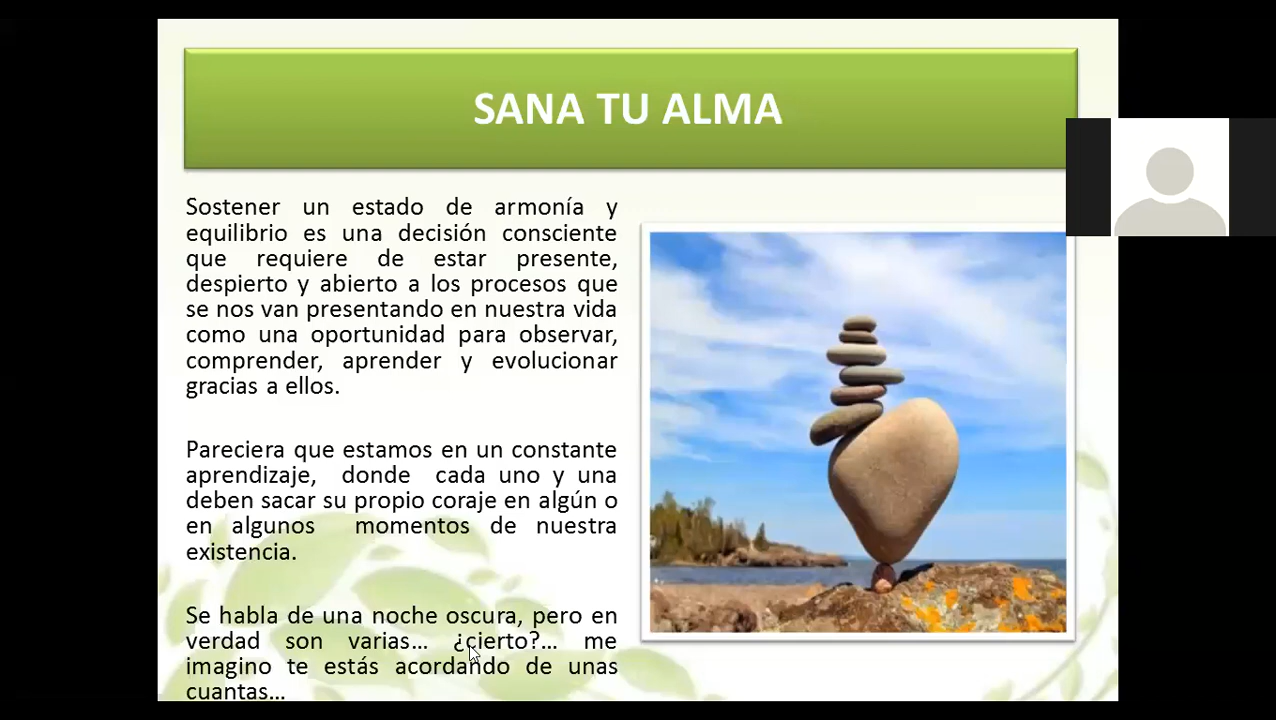 SANA TU ALMA
Sostener un estado de armonía y
equilibrio es una decisión consciente
que requiere de estar presente,
despierto y abierto a los procesos que
se nos van presentando en nuestra vida
como una oportunidad para observar,
comprender, aprender y evolucionar
gracias a ellos.
Pareciera que estamos en un constante
aprendizaje, donde cada uno y una
deben sacar su propio coraje en algún o
en algunos momentos de nuestra
existencia.
Se habla de una noche oscura, pero en
verdad son varias... ¿cierto?... me
imagino te estás acordando de unas
cuantas...